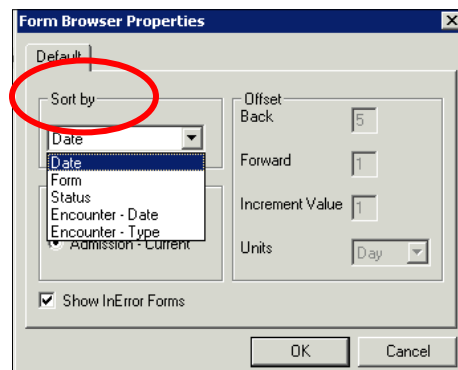 Form Browser Properties
Default
Sort by
Date
Date
Form
Status
Encounter - Date
Encounter - Type
Admission - Current
Show InError Forms
Offset
Back 5
Forward 1
Increment Value 1
Units Day
OK Cancel